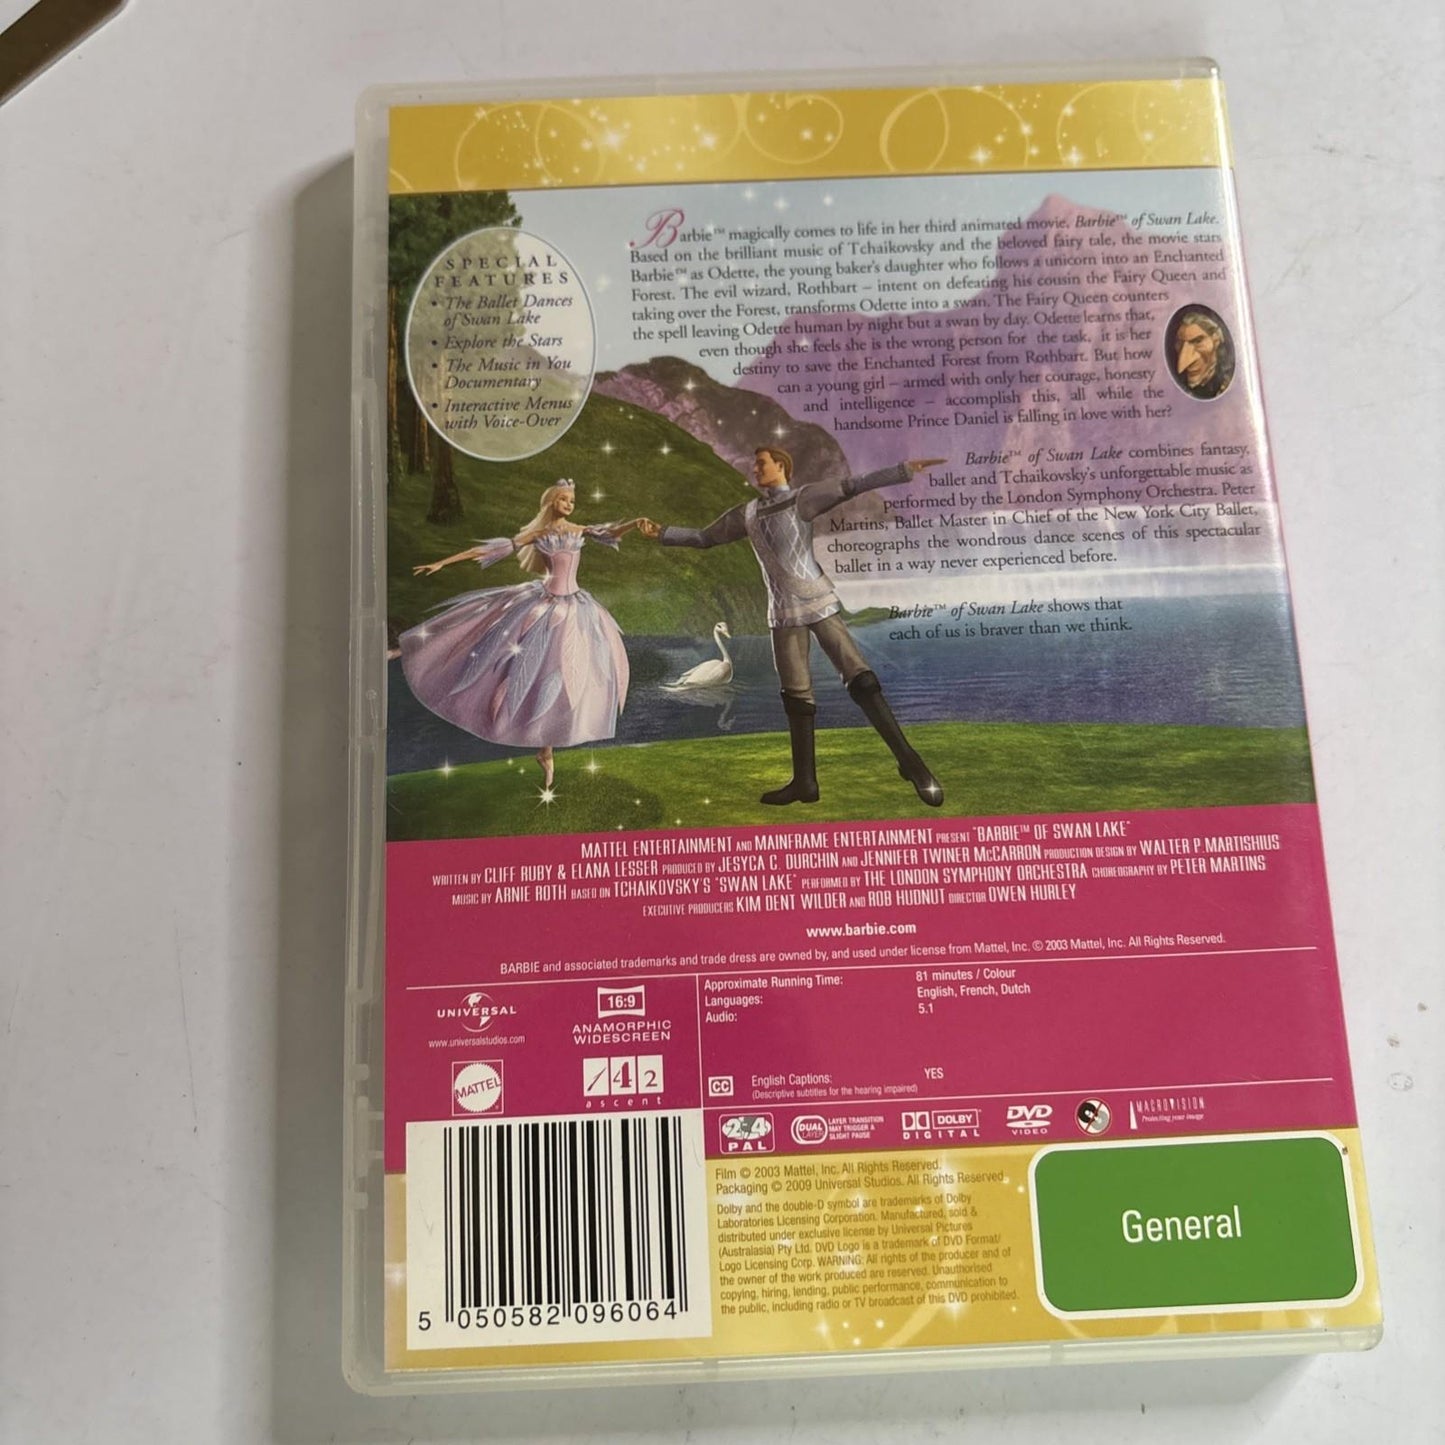 Barbie™ magically comes to life in her third animated movie, Barbie™ of Swan Lake.
Based on the brilliant music of Tchaikovsky and the beloved fairy tale, the movie stars
Barbie™ as Odette, the young baker's daughter who follows a unicorn into an Enchanted
Forest. The evil wizard, Rothbart – intent on defeating his cousin the Fairy Queen and
taking over the Forest, transforms Odette into a swan. The Fairy Queen counters
the spell leaving Odette human by night but a swan by day. Odette learns that,
even though she feels she is the wrong person for the task, it is her
destiny to save the Enchanted Forest from Rothbart. But how
can a young girl – armed with only her courage, honesty
and intelligence – accomplish this, all while the
handsome Prince Daniel is falling in love with her?
SPECIAL
FEATURES
• The Ballet Dances
of Swan Lake
• Explore the Stars
• The Music in You
Documentary
• Interactive Menus
with Voice-Over
Barbie™ of Swan Lake combines fantasy,
ballet and Tchaikovsky's unforgettable music as
performed by the London Symphony Orchestra. Peter
Martins, Ballet Master in Chief of the New York City Ballet,
choreographs the wondrous dance scenes of this spectacular
ballet in a way never experienced before.
Barbie™ of Swan Lake shows that
each of us is braver than we think.
MATTEL ENTERTAINMENT AND MAINFRAME ENTERTAINMENT PRESENT "BARBIE™ OF SWAN LAKE"
WRITTEN BY CLIFF RUBY & ELANA LESSER PRODUCED BY JESYCA C. DURCHIN AND JENNIFER TWINER McCARRON PRODUCTION DESIGN BY WALTER P. MARTISHIUS
MUSIC BY ARNIE ROTH BASED ON TCHAIKOVSKY'S "SWAN LAKE" PERFORMED BY THE LONDON SYMPHONY ORCHESTRA CHOREOGRAPHY BY PETER MARTINS
EXECUTIVE PRODUCERS KIM DENT WILDER AND ROB HUDNUT DIRECTOR OWEN HURLEY
www.barbie.com
BARBIE and associated trademarks and trade dress are owned by, and used under license from Mattel, Inc. © 2003 Mattel, Inc. All Rights Reserved.
UNIVERSAL
www.universalstudios.com
16:9
ANAMORPHIC
WIDESCREEN
MATTEL
142
ascent
Approximate Running Time: 81 minutes / Colour
Languages: English, French, Dutch
Audio: 5.1
CC English Captions: YES
(Descriptive subtitles for the hearing impaired)
2·4
PAL
DUAL LAYER
LAYER TRANSITION
MAY TRIGGER A
SLIGHT PAUSE
DOLBY
DIGITAL
DVD
VIDEO
MACROVISION
Protecting your image
Film © 2003 Mattel, Inc. All Rights Reserved.
Packaging © 2009 Universal Studios. All Rights Reserved
Dolby and the double-D symbol are trademarks of Dolby
Laboratories Licensing Corporation. Manufactured, sold &
distributed under exclusive license by Universal Pictures
(Australasia) Pty Ltd. DVD Logo is a trademark of DVD Format/
Logo Licensing Corp. WARNING: All rights of the producer and of
the owner of the work produced are reserved. Unauthorised
copying, hiring, lending, public performance, communication to
the public, including radio or TV broadcast of this DVD prohibited.
General
5 050582 096064